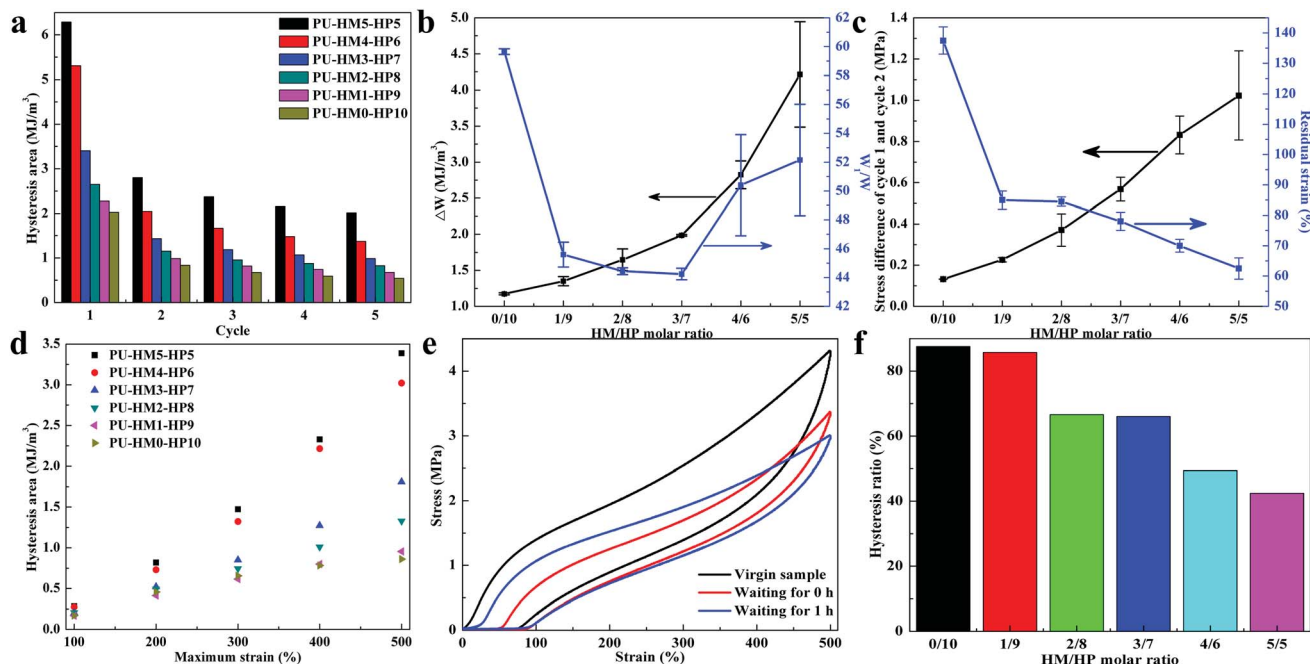 a
Hysteresis area (MJ/m³)
6
5
4
3
2
1
0
1 2 3 4 5
Cycle
PU-HM5-HP5
PU-HM4-HP6
PU-HM3-HP7
PU-HM2-HP8
PU-HM1-HP9
PU-HM0-HP10
b
△W (MJ/m³)
5.0
4.5
4.0
3.5
3.0
2.5
2.0
1.5
1.0
0/10 1/9 2/8 3/7 4/6 5/5
HM/HP molar ratio
62
60
58
56
54
52
50
48
46
44
42
c
Stress difference of cycle 1 and cycle 2 (MPa)
1.4
1.2
1.0
0.8
0.6
0.4
0.2
0.0
0/10 1/9 2/8 3/7 4/6 5/5
HM/HP molar ratio
140
130
120
110
100
90
80
70
60
50
Residual strain (%)
d
Hysteresis area (MJ/m³)
3.5
3.0
2.5
2.0
1.5
1.0
0.5
0.0
100 200 300 400 500
Maximum strain (%)
PU-HM5-HP5
PU-HM4-HP6
PU-HM3-HP7
PU-HM2-HP8
PU-HM1-HP9
PU-HM0-HP10
e
Stress (MPa)
4
3
2
1
0
0 100 200 300 400 500
Strain (%)
Virgin sample
Waiting for 0 h
Waiting for 1 h
f
Hysteresis ratio (%)
80
60
40
20
0
0/10 1/9 2/8 3/7 4/6 5/5
HM/HP molar ratio